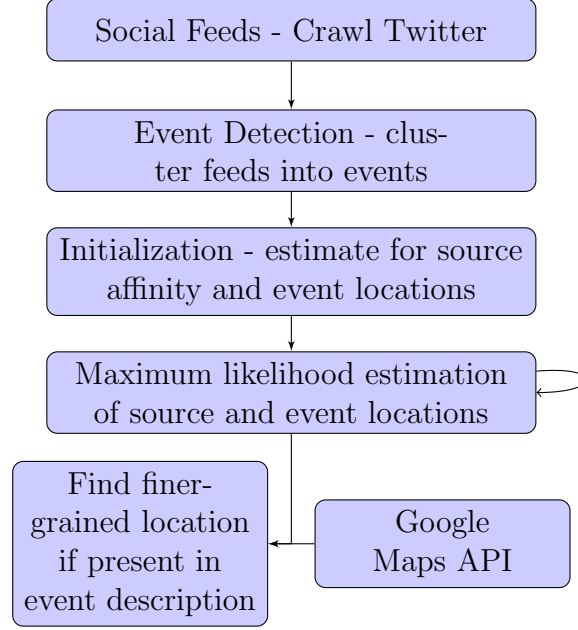 Social Feeds - Crawl Twitter
Event Detection - clus-
ter feeds into events
Initialization - estimate for source
affinity and event locations
Maximum likelihood estimation
of source and event locations
Find finer-
grained location
if present in
event description
Google
Maps API